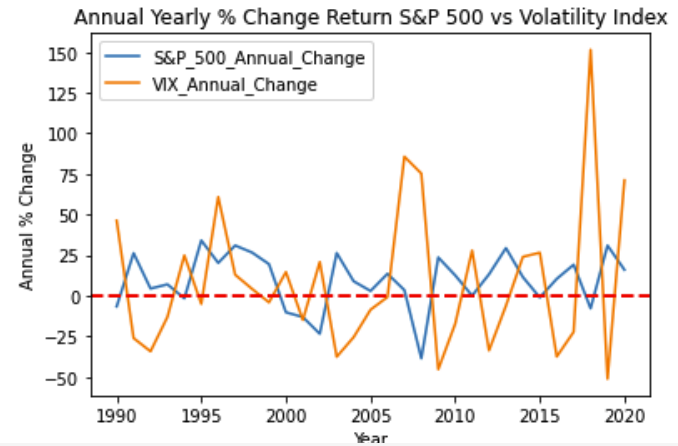 Annual Yearly % Change Return S&P 500 vs Volatility Index
S&P_500_Annual_Change
VIX_Annual_Change
Annual % Change
150
125
100
75
50
25
0
−25
−50
1990 1995 2000 2005 2010 2015 2020
Year